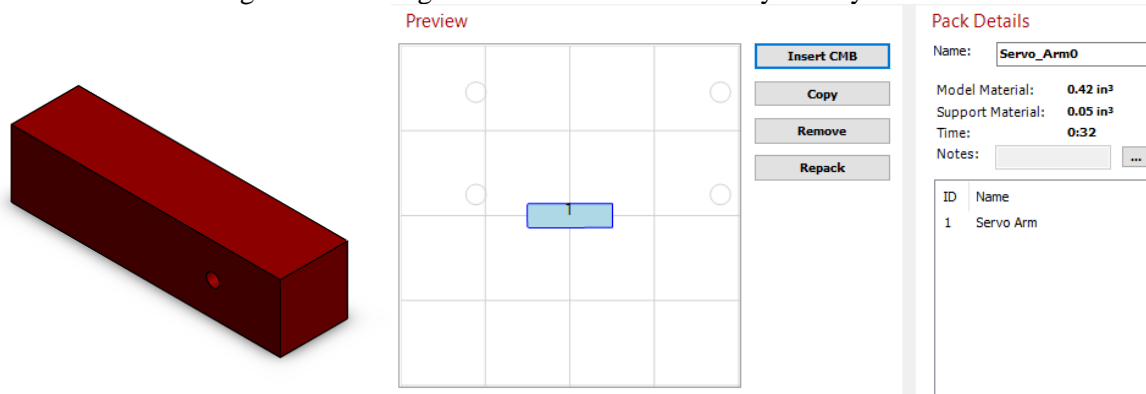 Preview
1
Insert CMB
Copy
Remove
Repack
Pack Details
Name: Servo_Arm0
Model Material: 0.42 in³
Support Material: 0.05 in³
Time: 0:32
Notes: ...
ID Name
1 Servo Arm